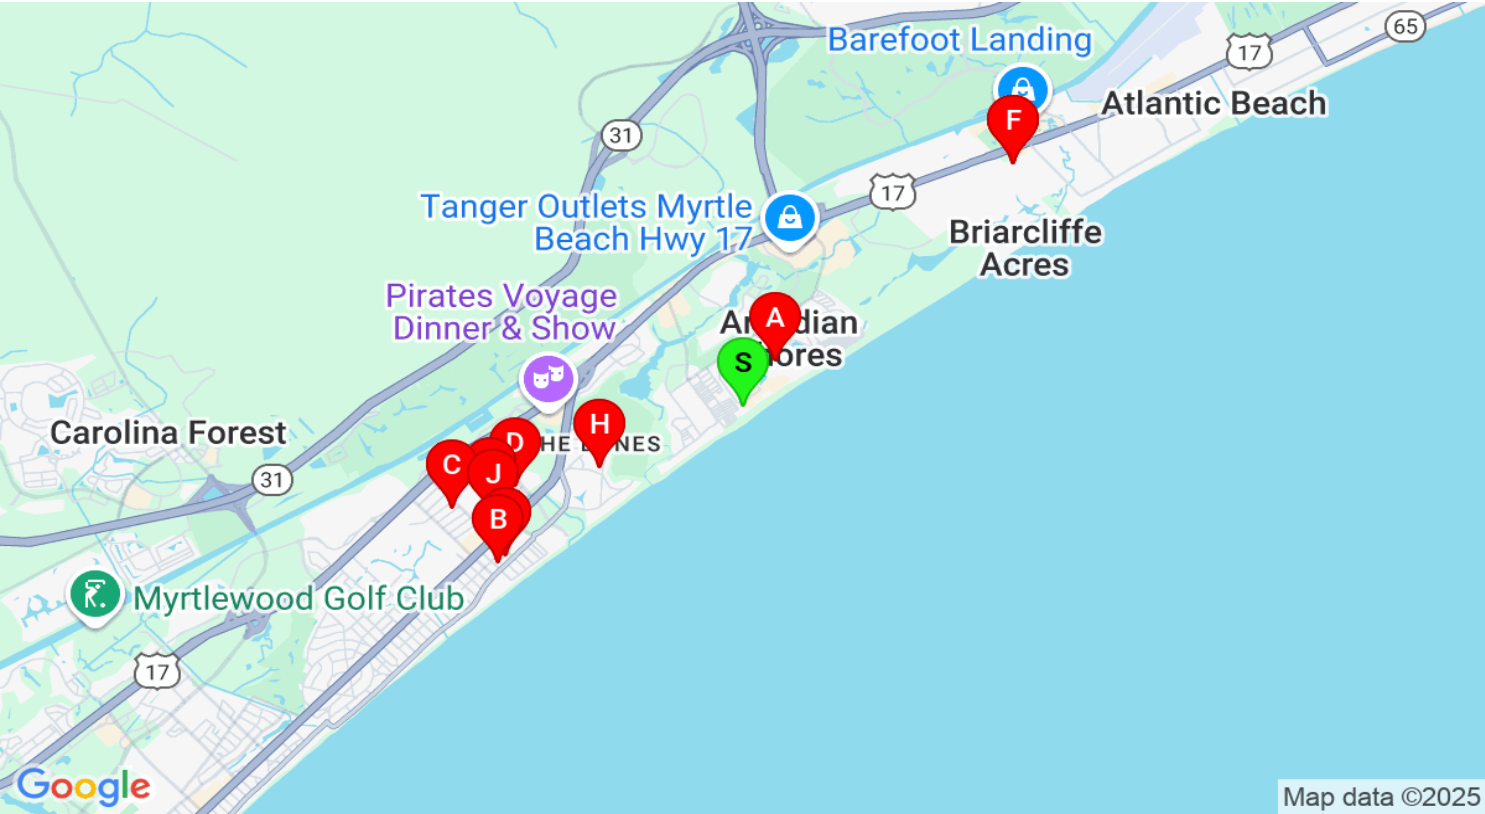 65
17
Barefoot Landing
Atlantic Beach
F
31
17
Tanger Outlets Myrtle
Beach Hwy 17
Briarcliffe
Acres
Pirates Voyage
Dinner & Show
A
S
Carolina Forest
H
D
C
J
31
B
Myrtlewood Golf Club
17
Google
Map data ©2025